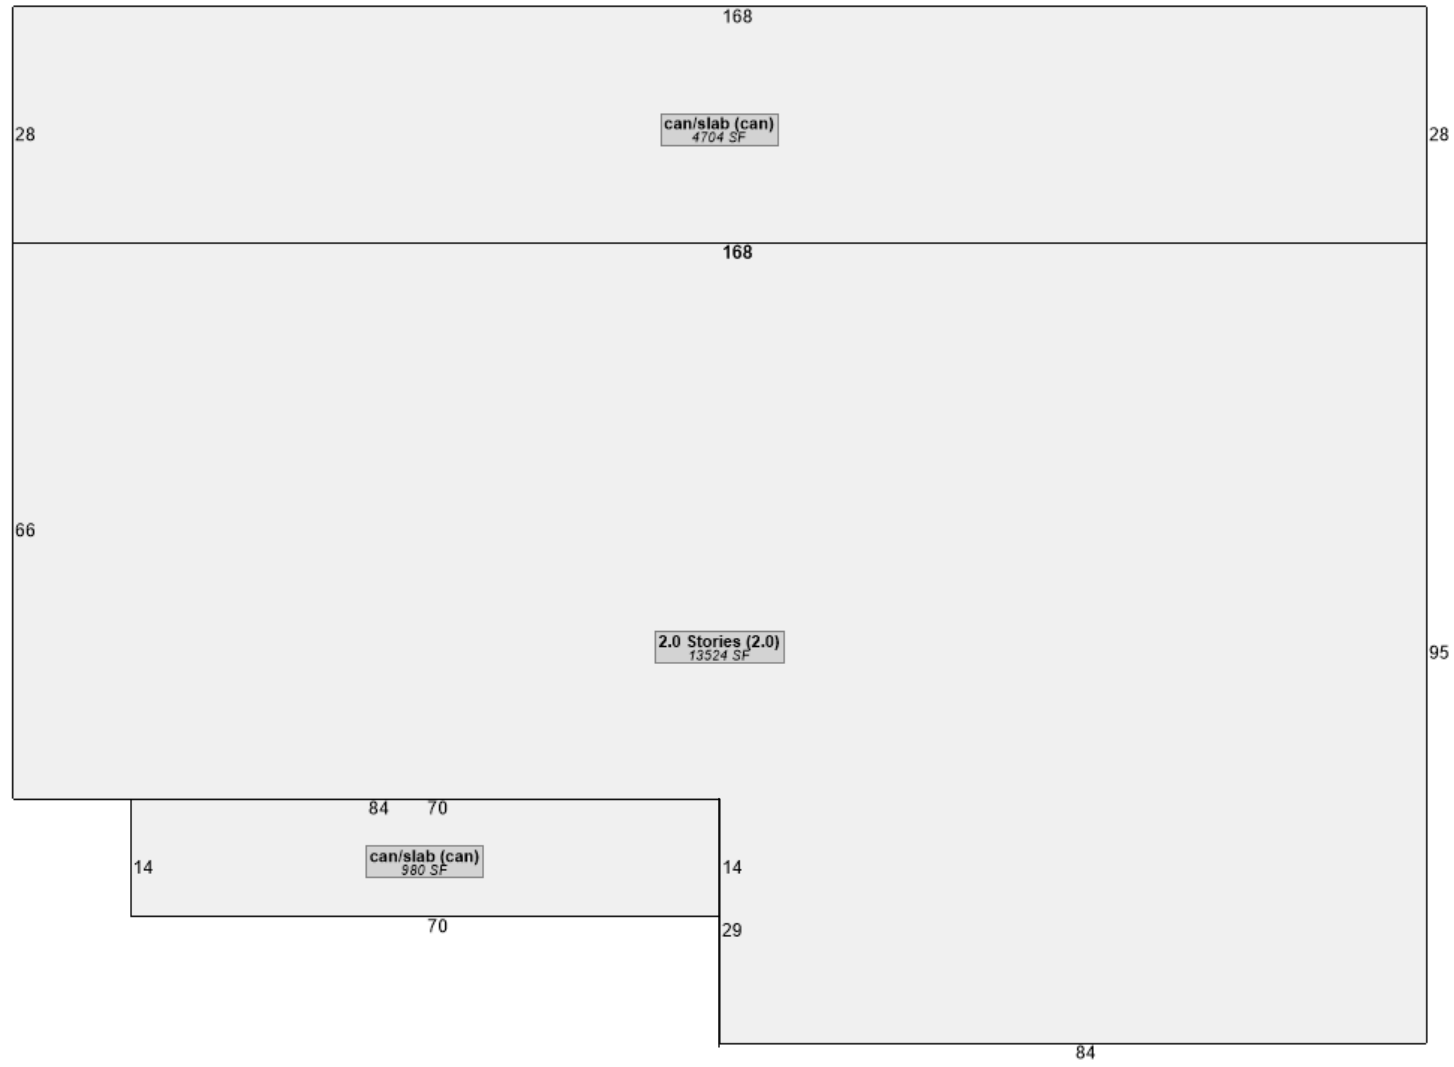 168
28
can/slab (can)
4704 SF
28
168
66
2.0 Stories (2.0)
13524 SF
95
84 70
14
can/slab (can)
980 SF
14
70
29
84